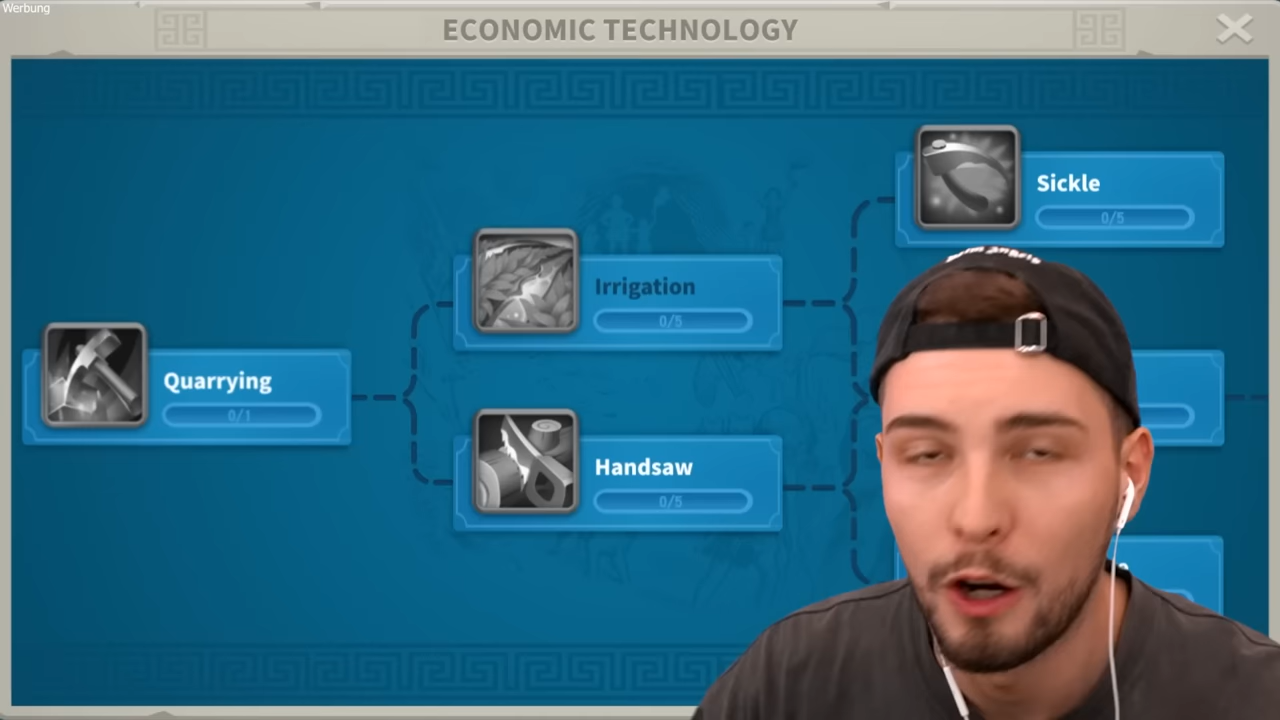 Werbung
ECONOMIC TECHNOLOGY
Sickle
0/5
Irrigation
0/5
Quarrying
0/1
Handsaw
0/5